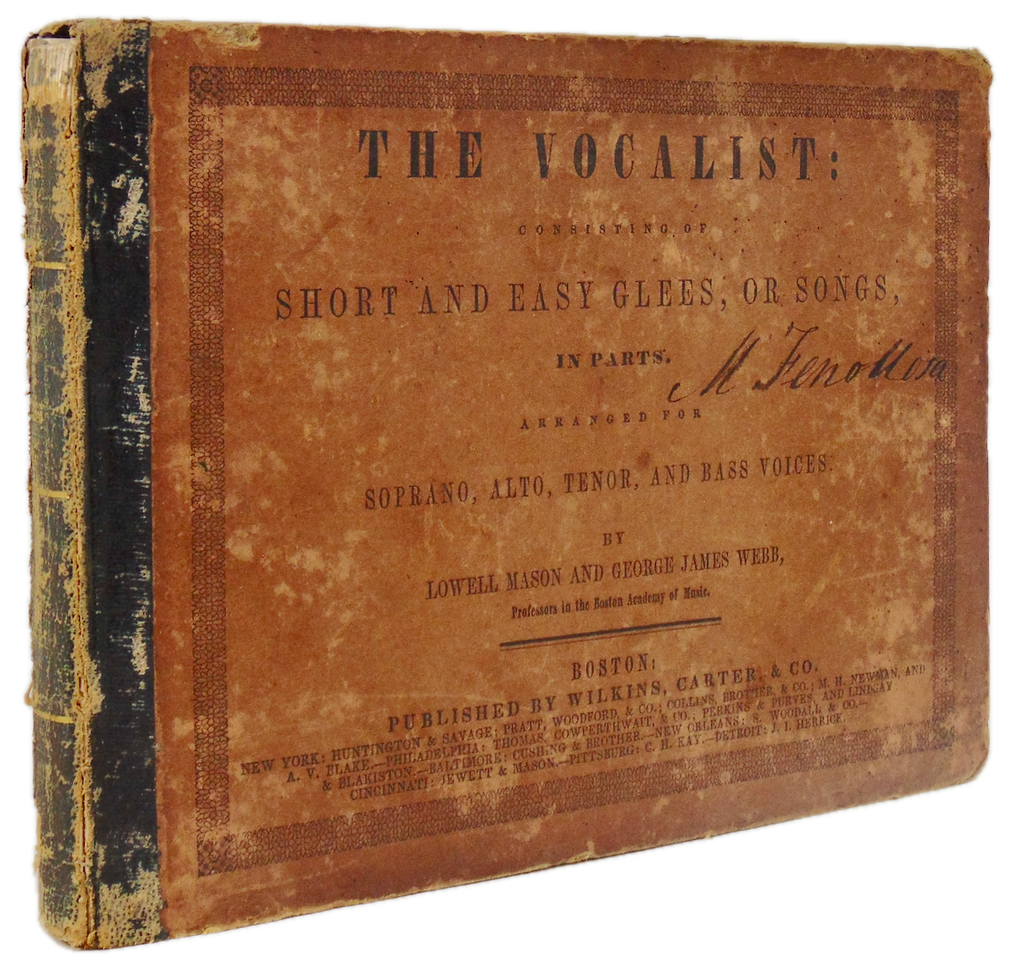 THE VOCALIST:
CONSISTING OF
SHORT AND EASY GLEES, OR SONGS,
IN PARTS.
M Fenollosa
ARRANGED FOR
SOPRANO, ALTO, TENOR, AND BASS VOICES.
BY
LOWELL MASON AND GEORGE JAMES WEBB,
Professors in the Boston Academy of Music.
BOSTON:
PUBLISHED BY WILKINS, CARTER, & CO.
NEW YORK: HUNTINGTON & SAVAGE; PRATT, WOODFORD, & CO.; COLLINS, BROTHER, & CO.; M. H. NEWMAN, AND
A. V. BLAKE.—PHILADELPHIA: THOMAS, COWPERTHWAIT, & CO.; PERKINS & PURVES, AND LINDSAY
& BLAKISTON.—BALTIMORE: CUSHING & BROTHER.—NEW ORLEANS: S. WOODALL & CO.—
CINCINNATI: JEWETT & MASON.—PITTSBURG: C. H. KAY.—DETROIT: J. I. HERRICK.